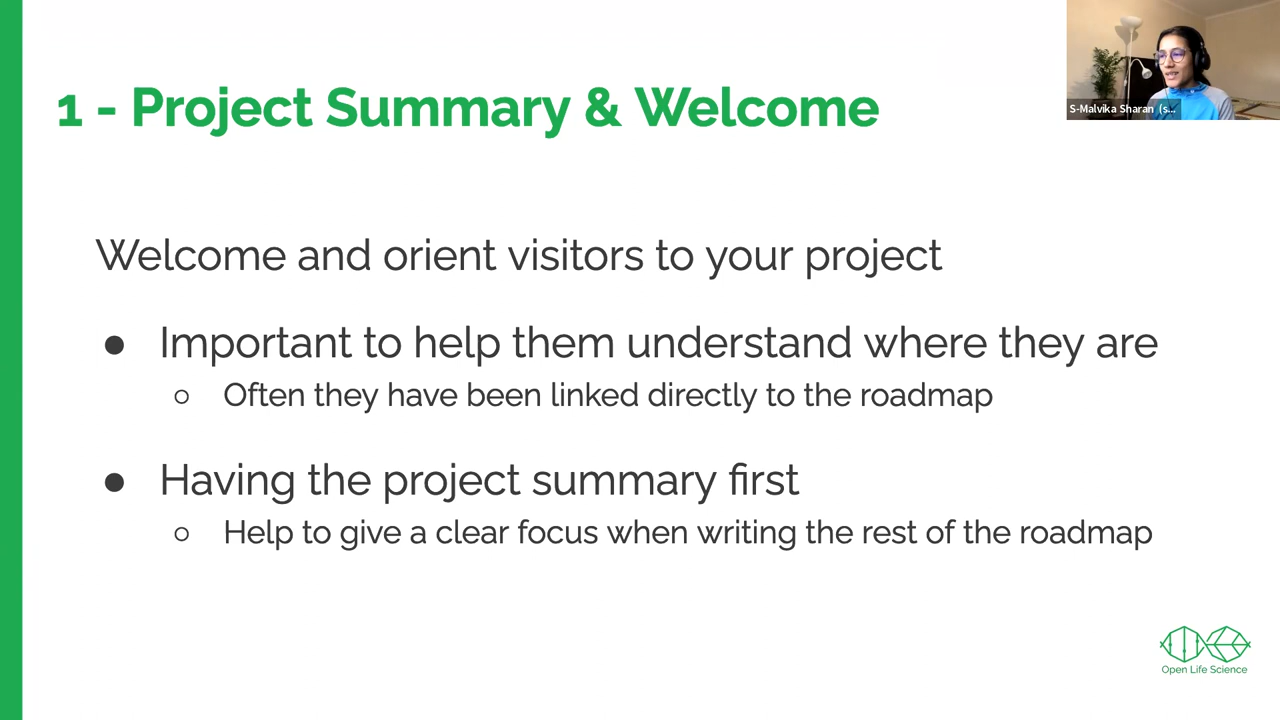 1 - Project Summary & Welcome
S-Malvika Sharan (s...
Welcome and orient visitors to your project
● Important to help them understand where they are
○ Often they have been linked directly to the roadmap
● Having the project summary first
○ Help to give a clear focus when writing the rest of the roadmap
Open Life Science